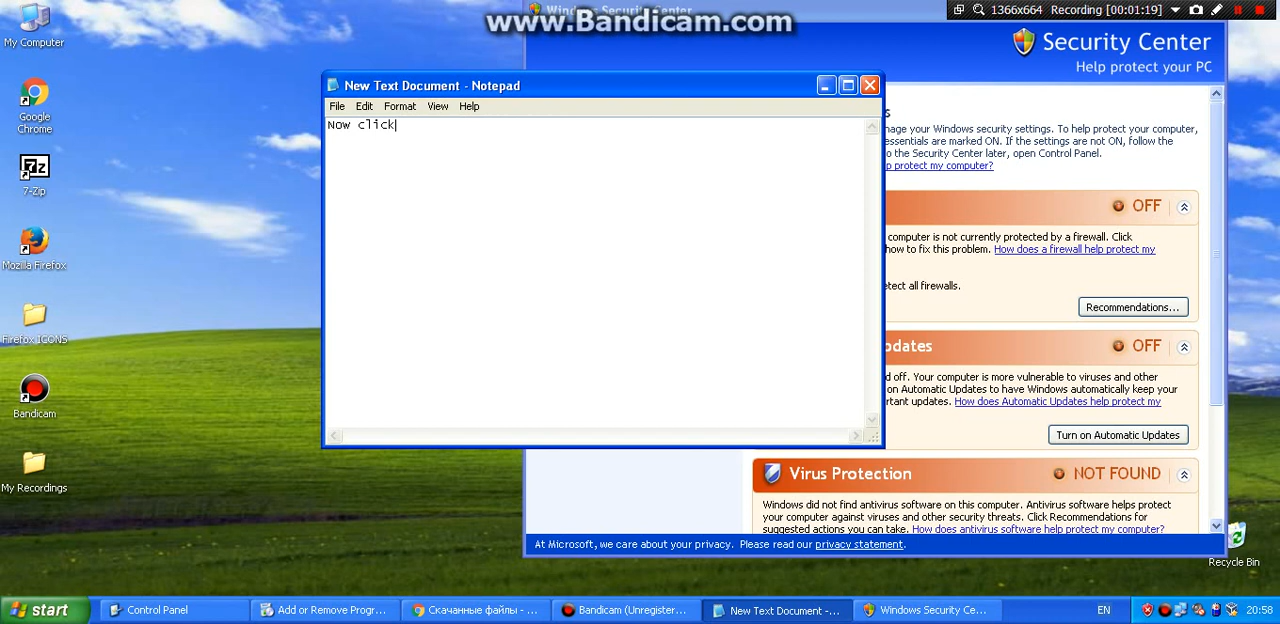 www.Bandicam.com
1366x664 Recording [00:01:19]
Windows Security Center
Security Center
Help protect your PC
My Computer
Google
Chrome
7-Zip
Mozilla Firefox
Firefox ICONS
Bandicam
My Recordings
New Text Document - Notepad
File Edit Format View Help
Now click
nage your Windows security settings. To help protect your computer,
essentials are marked ON. If the settings are not ON, follow the
o the Security Center later, open Control Panel.
p protect my computer?
OFF
computer is not currently protected by a firewall. Click
how to fix this problem. How does a firewall help protect my
etect all firewalls.
Recommendations...
pdates OFF
d off. Your computer is more vulnerable to viruses and other
on Automatic Updates to have Windows automatically keep your
ortant updates. How does Automatic Updates help protect my
Turn on Automatic Updates
Virus Protection NOT FOUND
Windows did not find antivirus software on this computer. Antivirus software helps protect
your computer against viruses and other security threats. Click Recommendations for
suggested actions you can take. How does antivirus software help protect my computer?
At Microsoft, we care about your privacy. Please read our privacy statement.
Recycle Bin
start
Control Panel
Add or Remove Progr...
Скачанные файлы - ...
Bandicam (Unregister...
New Text Document -...
Windows Security Ce...
EN
20:58